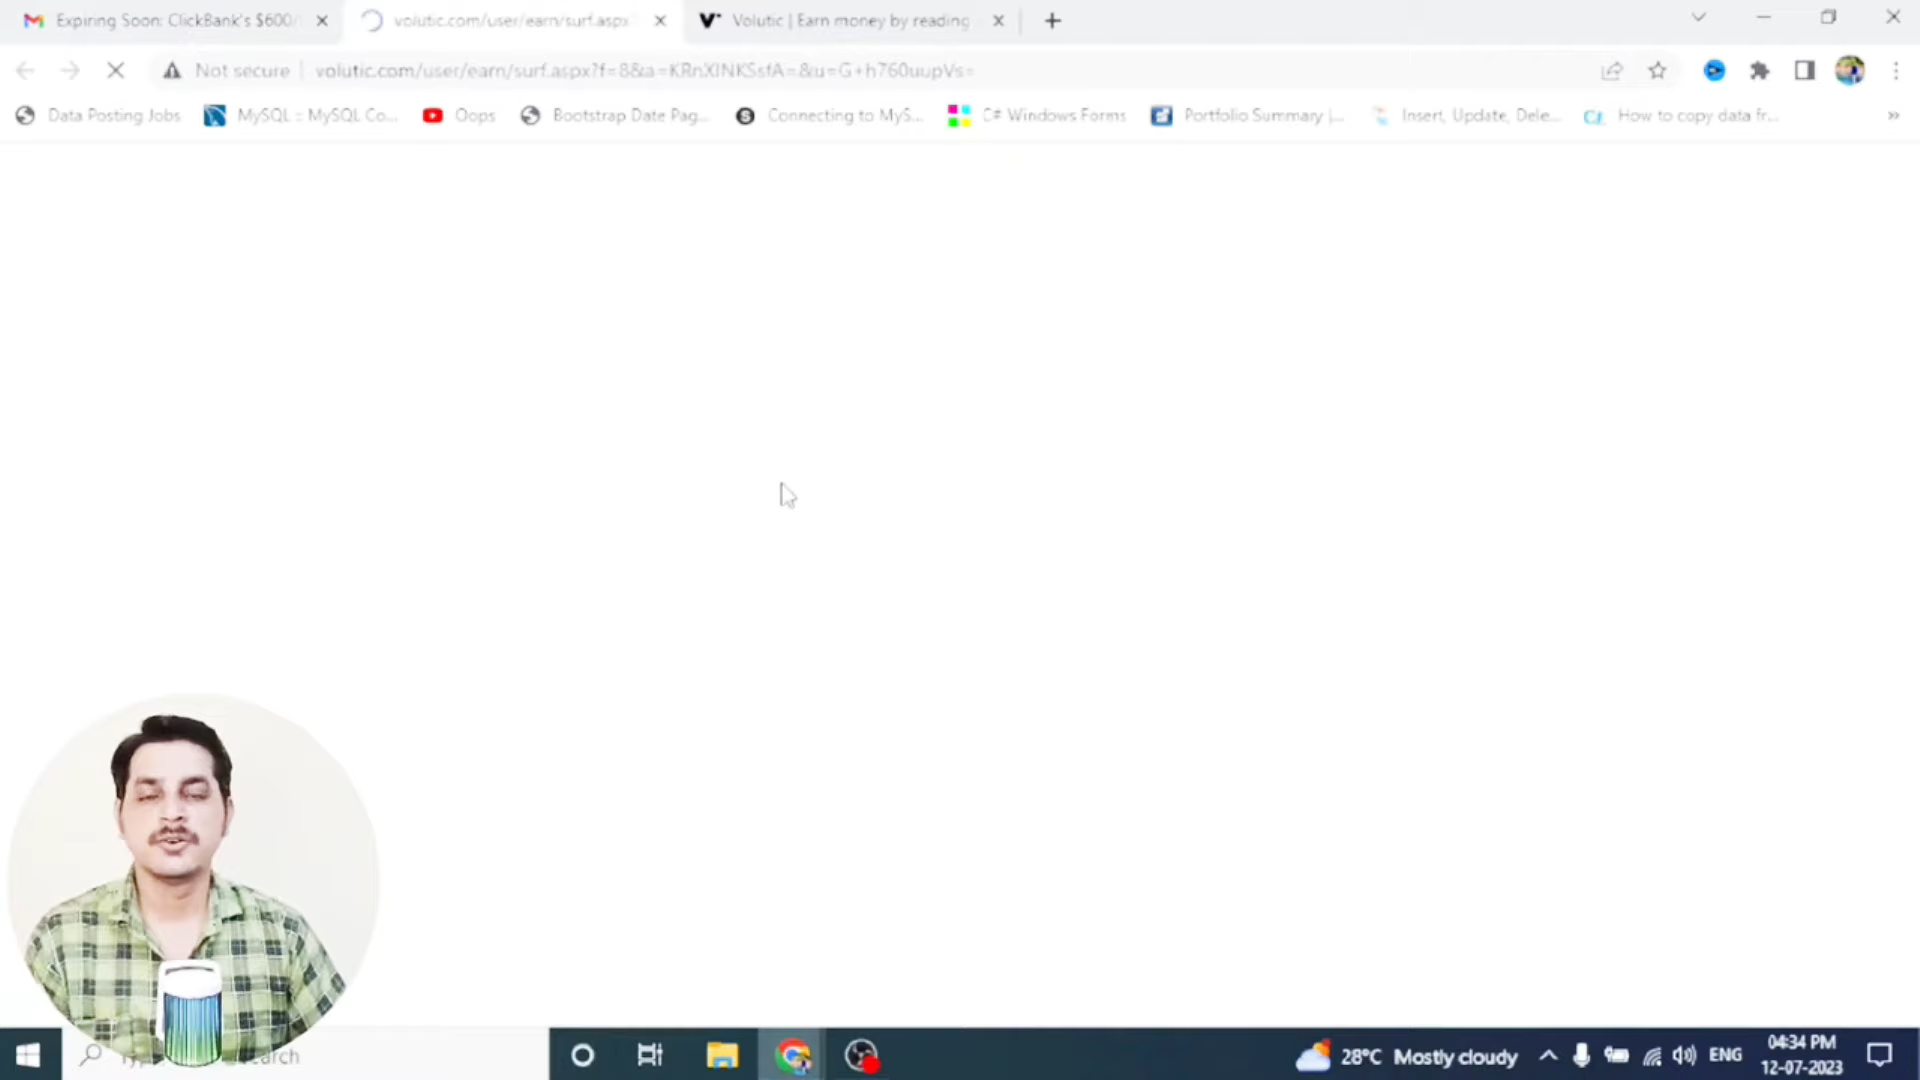 Expiring Soon: ClickBank's $600/
volutic.com/user/earn/surf.aspx
Volutic | Earn money by reading
Not secure
volutic.com/user/earn/surf.aspx?f=8&a=KRnXlNKSsfA=&u=G+h760uupVs=
Data Posting Jobs
MySQL :: MySQL Co...
Oops
Bootstrap Date Pag...
Connecting to MyS...
C# Windows Forms
Portfolio Summary |...
Insert, Update, Dele...
How to copy data fr...
»
28°C Mostly cloudy
ENG
04:34 PM
12-07-2023